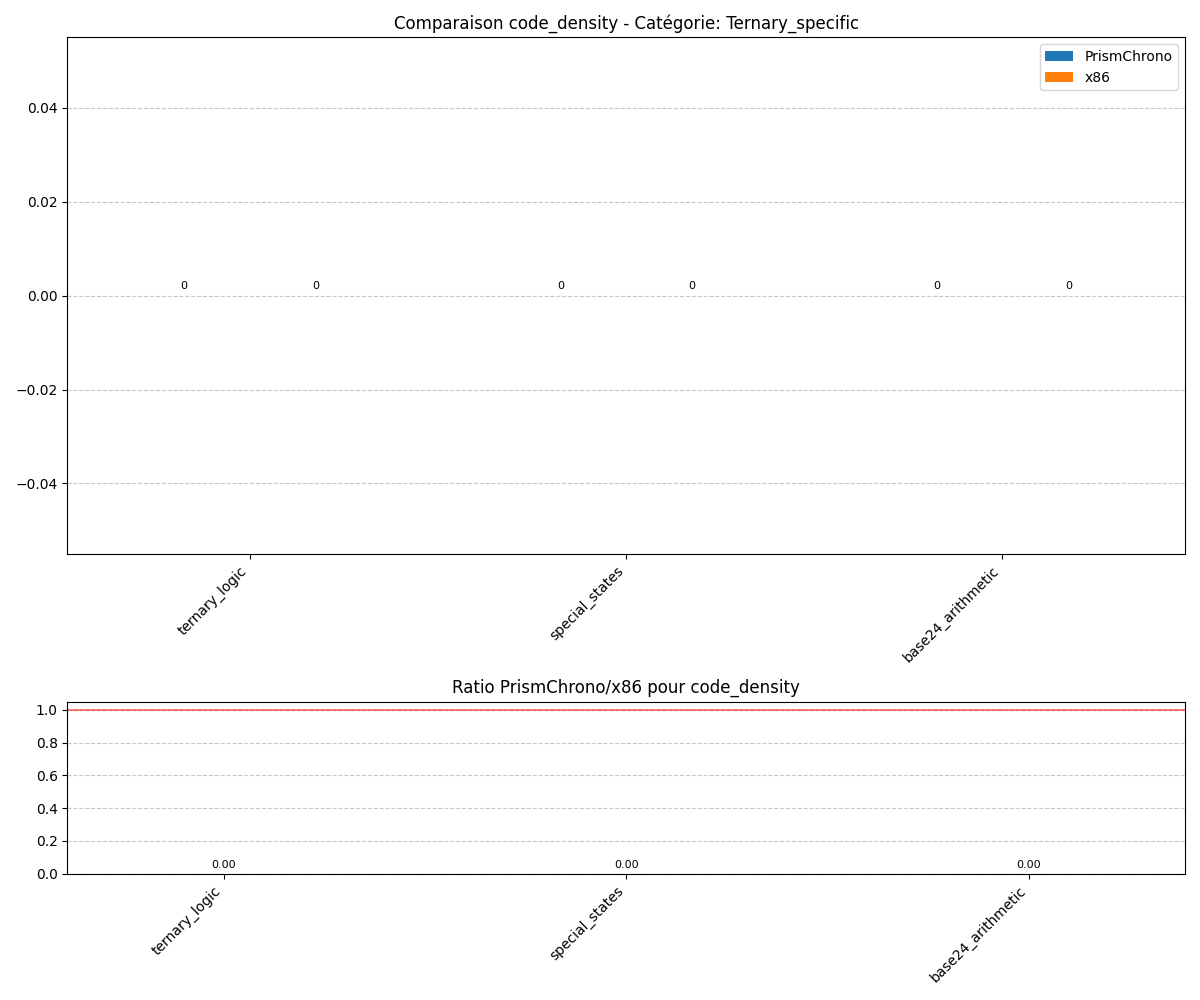 Comparaison code_density - Catégorie: Ternary_specific
PrismChrono
x86
0.04
0.02
0.00
−0.02
−0.04
0 0 0 0 0 0
ternary_logic
special_states
base24_arithmetic
Ratio PrismChrono/x86 pour code_density
1.0
0.8
0.6
0.4
0.2
0.0
0.00 0.00 0.00
ternary_logic
special_states
base24_arithmetic